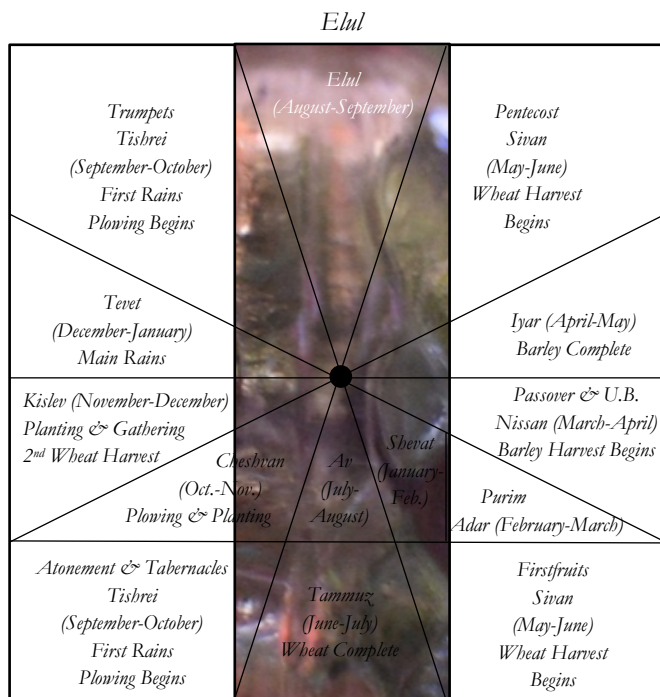 Elul
Elul
(August-September)
Trumpets
Tishrei
(September-October)
First Rains
Plowing Begins
Pentecost
Sivan
(May-June)
Wheat Harvest
Begins
Tevet
(December-January)
Main Rains
Iyar (April-May)
Barley Complete
Kislev (November-December)
Planting & Gathering
2nd Wheat Harvest
Passover & U.B.
Nissan (March-April)
Barley Harvest Begins
Cheshvan
(Oct.-Nov.)
Plowing & Planting
Av
(July-
August)
Shevat
(January-
Feb.)
Purim
Adar (February-March)
Atonement & Tabernacles
Tishrei
(September-October)
First Rains
Plowing Begins
Tammuz
(June-July)
Wheat Complete
Firstfruits
Sivan
(May-June)
Wheat Harvest
Begins